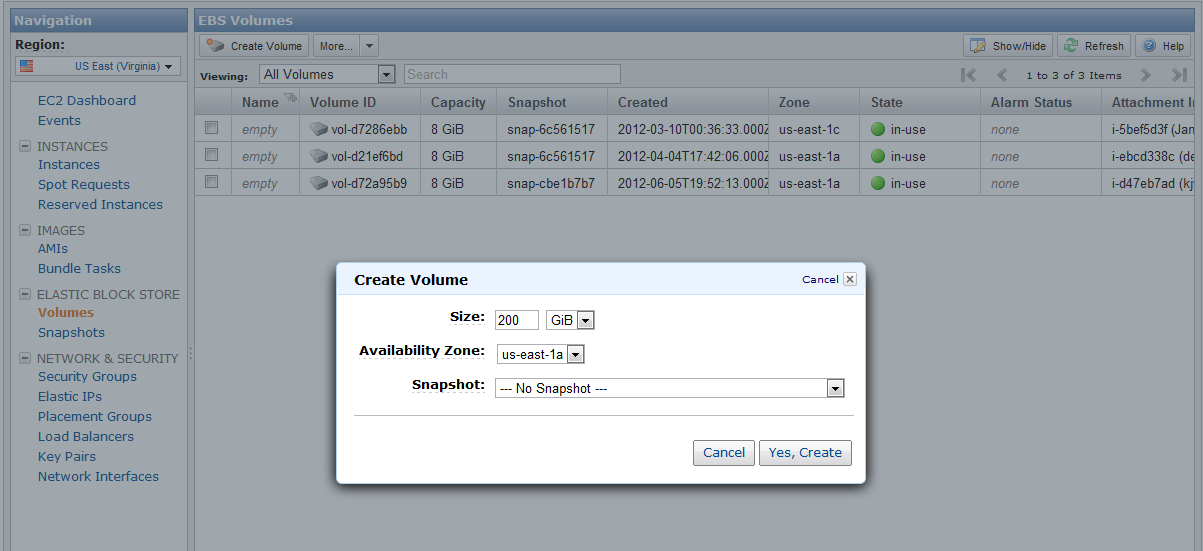 Navigation
Region:
US East (Virginia)
EC2 Dashboard
Events
INSTANCES
Instances
Spot Requests
Reserved Instances
IMAGES
AMIs
Bundle Tasks
ELASTIC BLOCK STORE
Volumes
Snapshots
NETWORK & SECURITY
Security Groups
Elastic IPs
Placement Groups
Load Balancers
Key Pairs
Network Interfaces
EBS Volumes
Create Volume More... Show/Hide Refresh Help
Viewing: All Volumes Search 1 to 3 of 3 Items
Name Volume ID Capacity Snapshot Created Zone State Alarm Status Attachment In
empty vol-d7286ebb 8 GiB snap-6c561517 2012-03-10T00:36:33.000Z us-east-1c in-use none i-5bef5d3f (Jan
empty vol-d21ef6bd 8 GiB snap-6c561517 2012-04-04T17:42:06.000Z us-east-1a in-use none i-ebcd338c (de
empty vol-d72a95b9 8 GiB snap-cbe1b7b7 2012-06-05T19:52:13.000Z us-east-1a in-use none i-d47eb7ad (kj
Create Volume Cancel
Size: 200 GiB
Availability Zone: us-east-1a
Snapshot: --- No Snapshot ---
Cancel Yes, Create